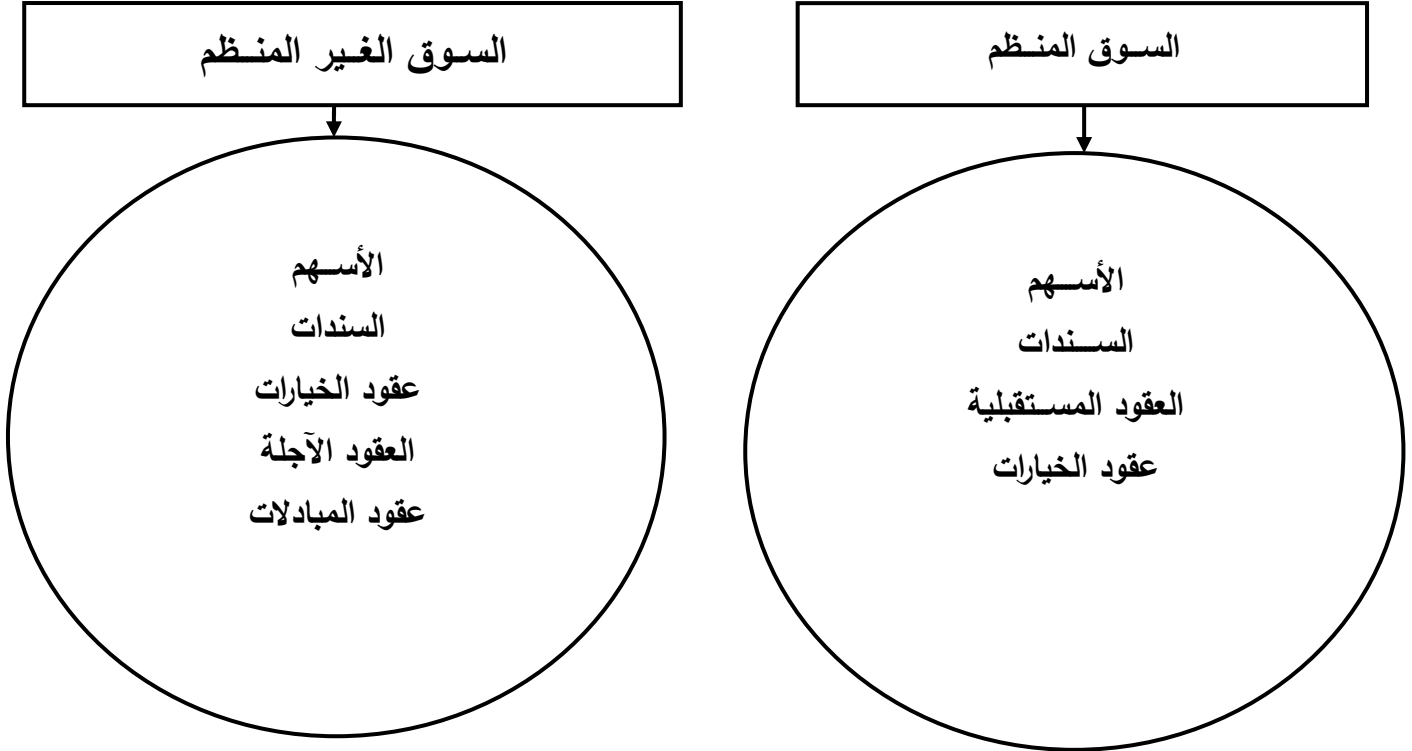 السوق المنظم
الأسهم
السندات
العقود المستقبلية
عقود الخيارات
السوق الغير المنظم
الأسهم
السندات
عقود الخيارات
العقود الآجلة
عقود المبادلات